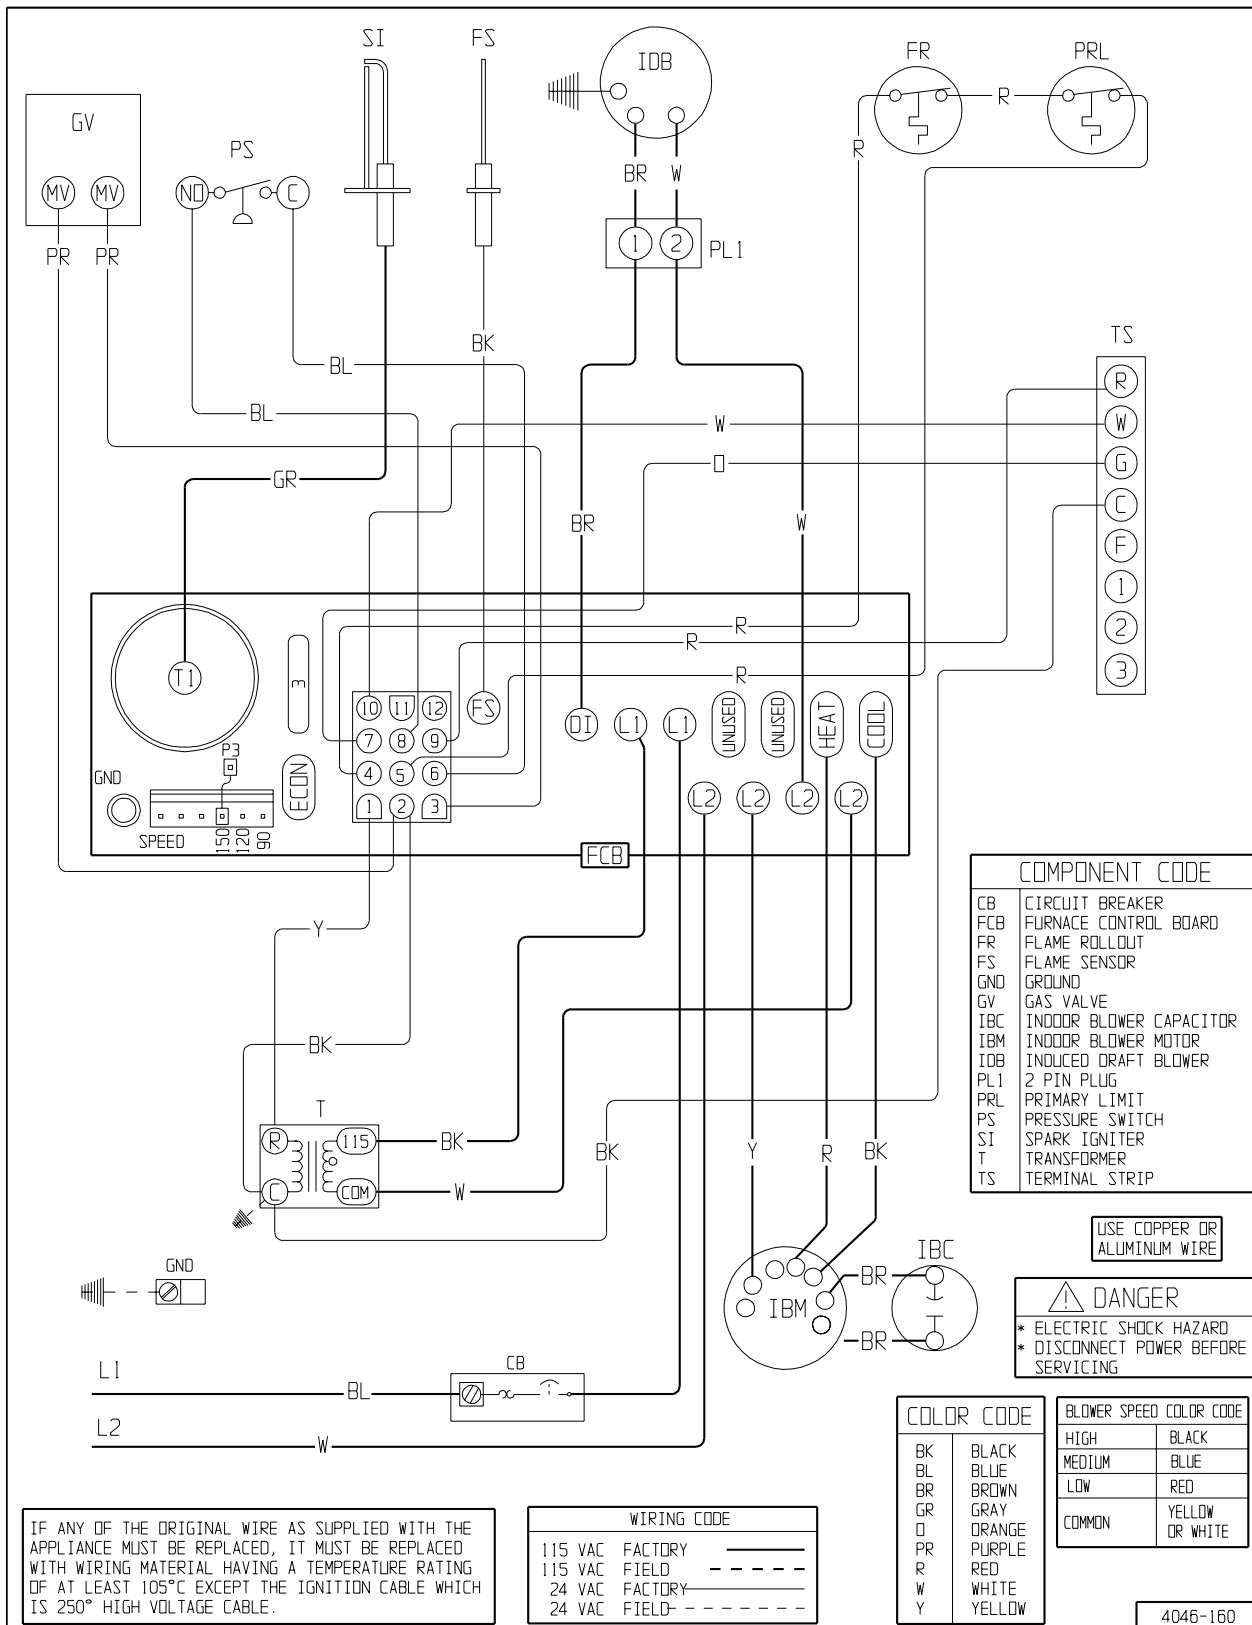 SI
FS
IDB
FR
PRL
GV
PS
MV
MV
NO
C
PR
PR
BR
W
R
R
1
2
PL1
BK
BL
BL
GR
BR
W
W
O
TS
R
W
G
C
F
1
2
3
R
R
R
T1
3
ECON
P3
GND
SPEED
150
120
90
10
11
12
7
8
9
4
5
6
1
2
3
FS
DI
L1
L1
UNUSED
UNUSED
HEAT
COOL
L2
L2
L2
L2
FCB
Y
BK
T
R
115
C
COM
BK
W
BK
Y
R
BK
GND
IBM
IBC
BR
BR
L1
BL
CB
L2
W
COMPONENT CODE
CB CIRCUIT BREAKER
FCB FURNACE CONTROL BOARD
FR FLAME ROLLOUT
FS FLAME SENSOR
GND GROUND
GV GAS VALVE
IBC INDOOR BLOWER CAPACITOR
IBM INDOOR BLOWER MOTOR
IDB INDUCED DRAFT BLOWER
PL1 2 PIN PLUG
PRL PRIMARY LIMIT
PS PRESSURE SWITCH
SI SPARK IGNITER
T TRANSFORMER
TS TERMINAL STRIP
USE COPPER OR
ALUMINUM WIRE
DANGER
* ELECTRIC SHOCK HAZARD
* DISCONNECT POWER BEFORE
SERVICING
COLOR CODE
BK BLACK
BL BLUE
BR BROWN
GR GRAY
O ORANGE
PR PURPLE
R RED
W WHITE
Y YELLOW
BLOWER SPEED COLOR CODE
HIGH BLACK
MEDIUM BLUE
LOW RED
COMMON YELLOW
OR WHITE
IF ANY OF THE ORIGINAL WIRE AS SUPPLIED WITH THE
APPLIANCE MUST BE REPLACED, IT MUST BE REPLACED
WITH WIRING MATERIAL HAVING A TEMPERATURE RATING
OF AT LEAST 105°C EXCEPT THE IGNITION CABLE WHICH
IS 250° HIGH VOLTAGE CABLE.
WIRING CODE
115 VAC FACTORY
115 VAC FIELD
24 VAC FACTORY
24 VAC FIELD
4046-160